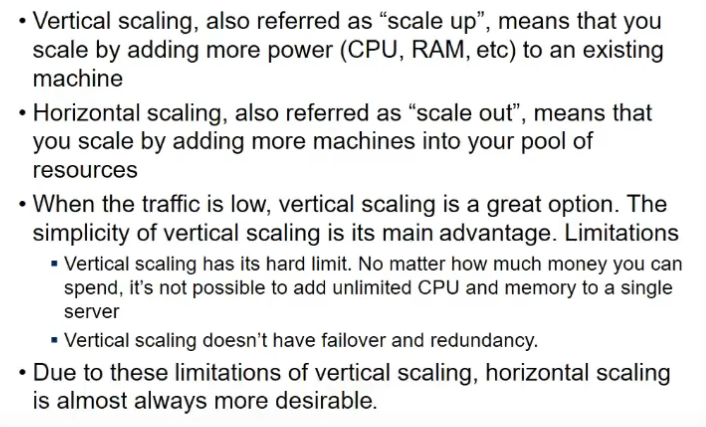 • Vertical scaling, also referred as “scale up”, means that you
scale by adding more power (CPU, RAM, etc) to an existing
machine
• Horizontal scaling, also referred as “scale out”, means that
you scale by adding more machines into your pool of
resources
• When the traffic is low, vertical scaling is a great option. The
simplicity of vertical scaling is its main advantage. Limitations
▪ Vertical scaling has its hard limit. No matter how much money you can
spend, it’s not possible to add unlimited CPU and memory to a single
server
▪ Vertical scaling doesn’t have failover and redundancy.
• Due to these limitations of vertical scaling, horizontal scaling
is almost always more desirable.